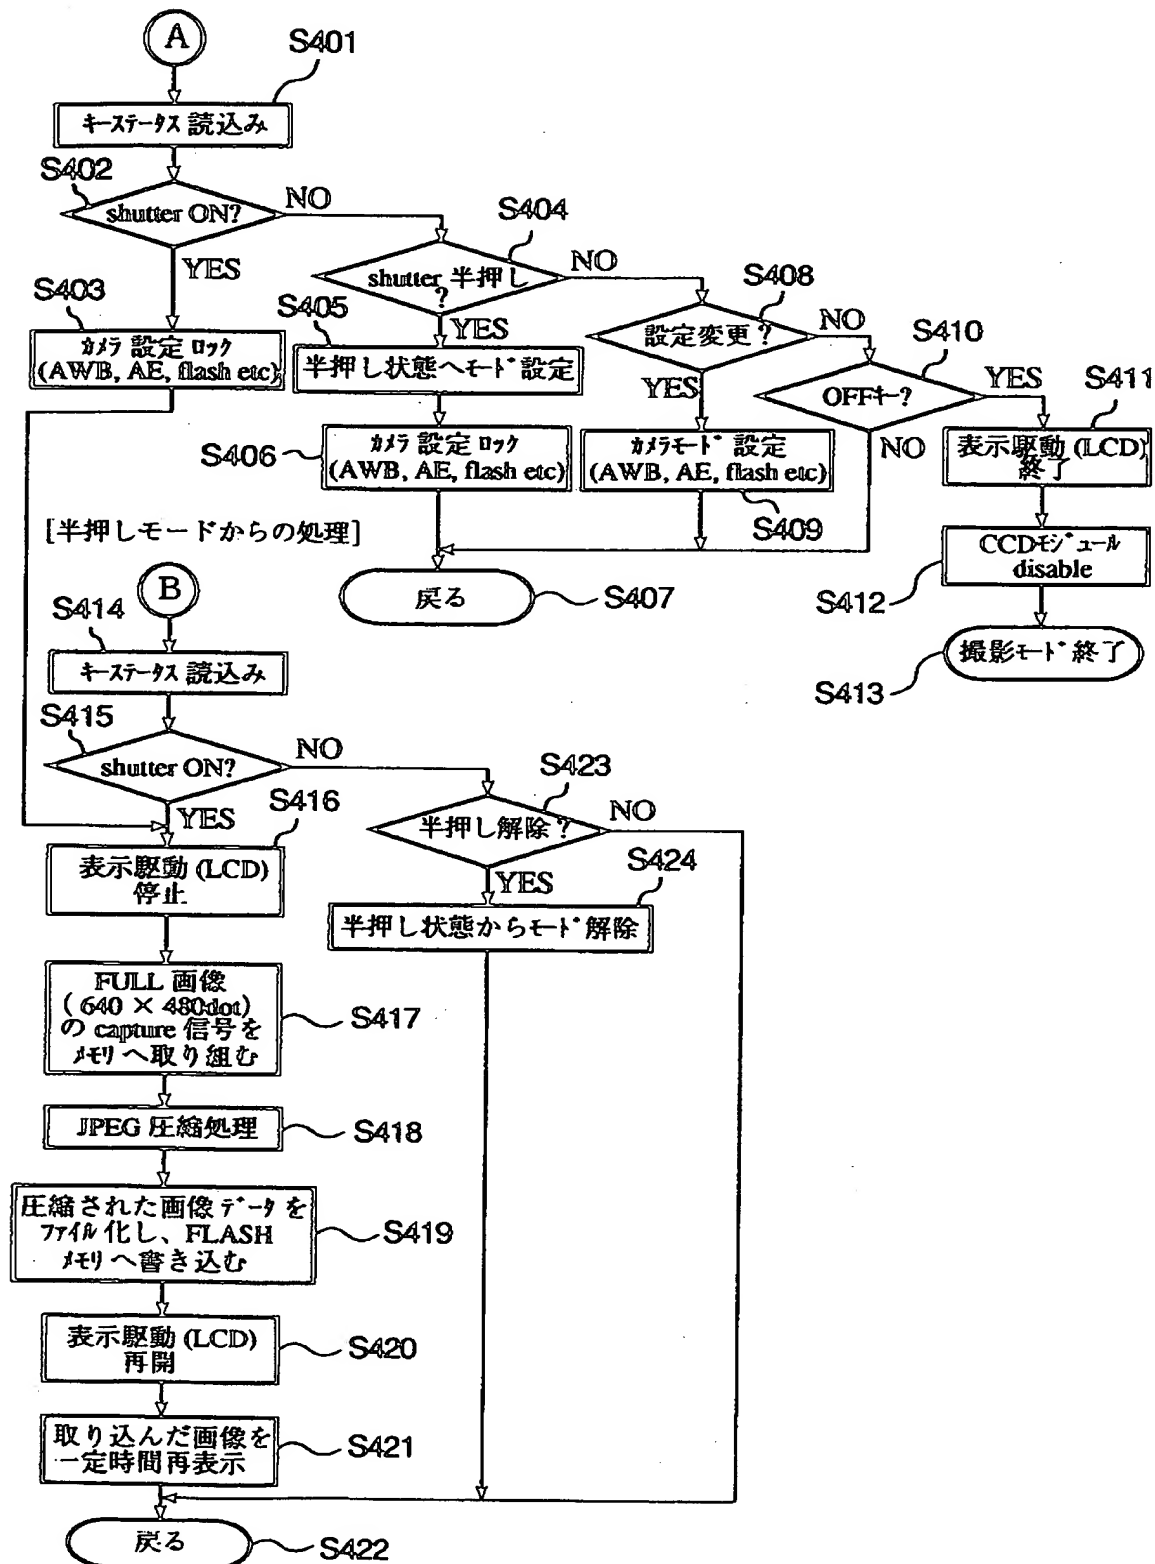 A
S401
キーステータス 読込み
S402
shutter ON?
NO
YES
S403
カメラ 設定 ロック
(AWB, AE, flash etc)
S404
shutter 半押し
?
NO
YES
S405
半押し状態へモード 設定
S406
カメラ 設定 ロック
(AWB, AE, flash etc)
S408
設定変更?
NO
YES
カメラモード 設定
(AWB, AE, flash etc)
S409
S410
OFFキー?
YES
NO
S411
表示駆動 (LCD)
終了
CCDモジュール
disable
S412
撮影モード 終了
S413
戻る
S407
[半押しモードからの処理]
B
S414
キーステータス 読込み
S415
shutter ON?
NO
YES
S416
表示駆動 (LCD)
停止
S423
半押し解除?
NO
YES
S424
半押し状態からモード 解除
FULL 画像
( 640 × 480dot)
の capture 信号を
メモリへ取り組む
S417
JPEG 圧縮処理
S418
圧縮された画像 データを
ファイル化し、FLASH
メモリへ書き込む
S419
表示駆動 (LCD)
再開
S420
取り込んだ画像を
一定時間再表示
S421
戻る
S422